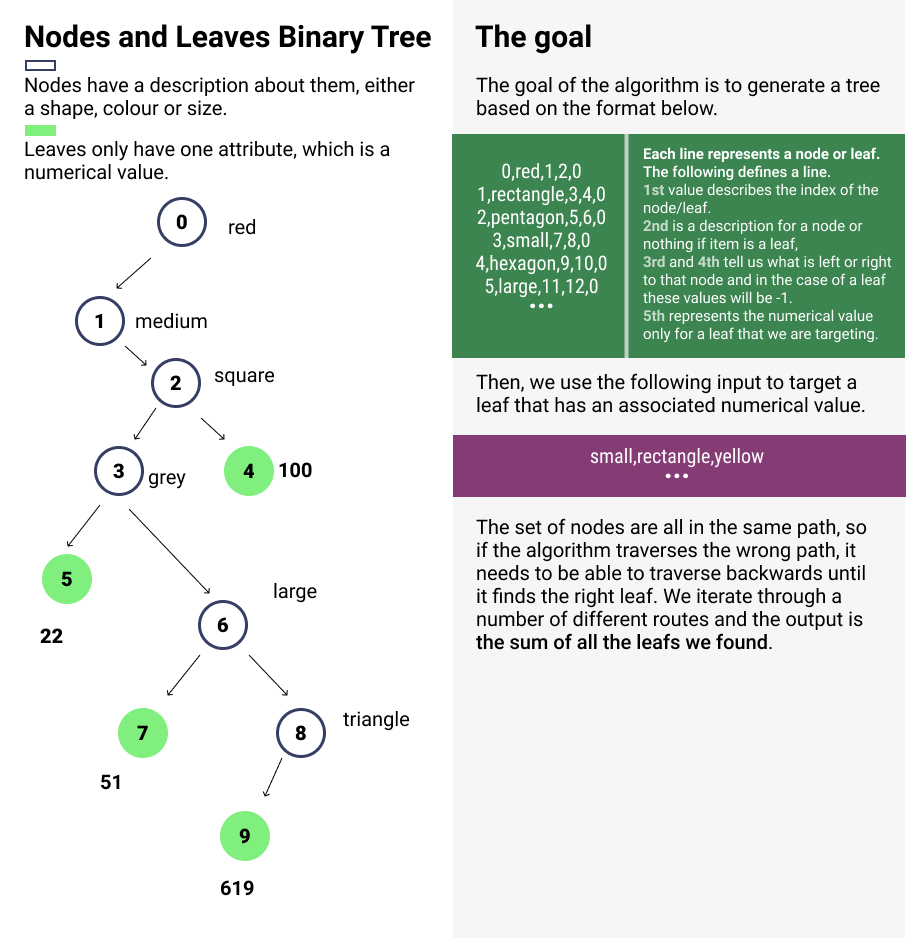 Nodes and Leaves Binary Tree
Nodes have a description about them, either
a shape, colour or size.
Leaves only have one attribute, which is a
numerical value.
0
red
1
medium
2
square
3
grey
4
100
5
22
large
6
7
51
8
triangle
9
619
The goal
The goal of the algorithm is to generate a tree
based on the format below.
0,red,1,2,0
1,rectangle,3,4,0
2,pentagon,5,6,0
3,small,7,8,0
4,hexagon,9,10,0
5,large,11,12,0
•••
Each line represents a node or leaf.
The following defines a line.
1st value describes the index of the
node/leaf.
2nd is a description for a node or
nothing if item is a leaf,
3rd and 4th tell us what is left or right
to that node and in the case of a leaf
these values will be -1.
5th represents the numerical value
only for a leaf that we are targeting.
Then, we use the following input to target a
leaf that has an associated numerical value.
small,rectangle,yellow
•••
The set of nodes are all in the same path, so
if the algorithm traverses the wrong path, it
needs to be able to traverse backwards until
it finds the right leaf. We iterate through a
number of different routes and the output is
the sum of all the leafs we found.